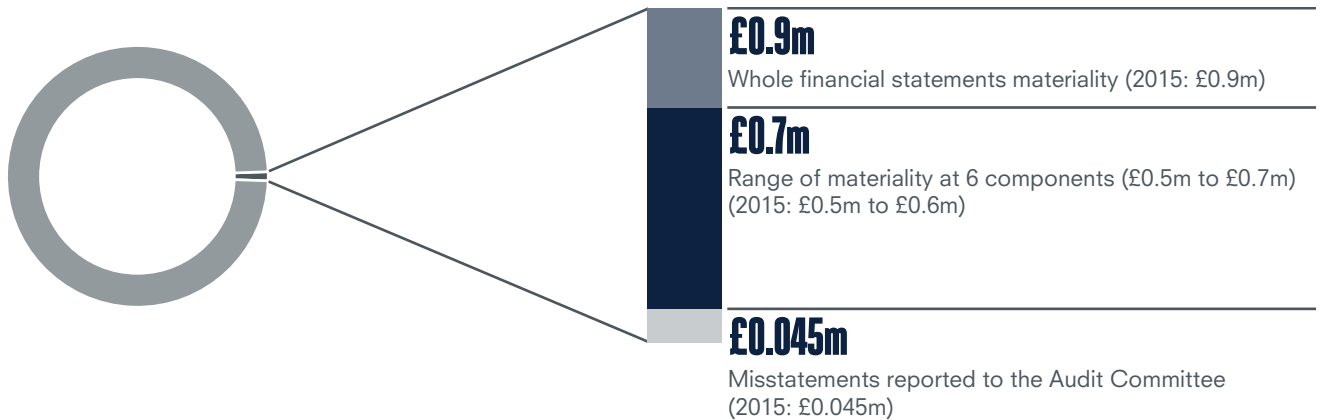 £0.9m
Whole financial statements materiality (2015: £0.9m)
£0.7m
Range of materiality at 6 components (£0.5m to £0.7m)
(2015: £0.5m to £0.6m)
£0.045m
Misstatements reported to the Audit Committee
(2015: £0.045m)